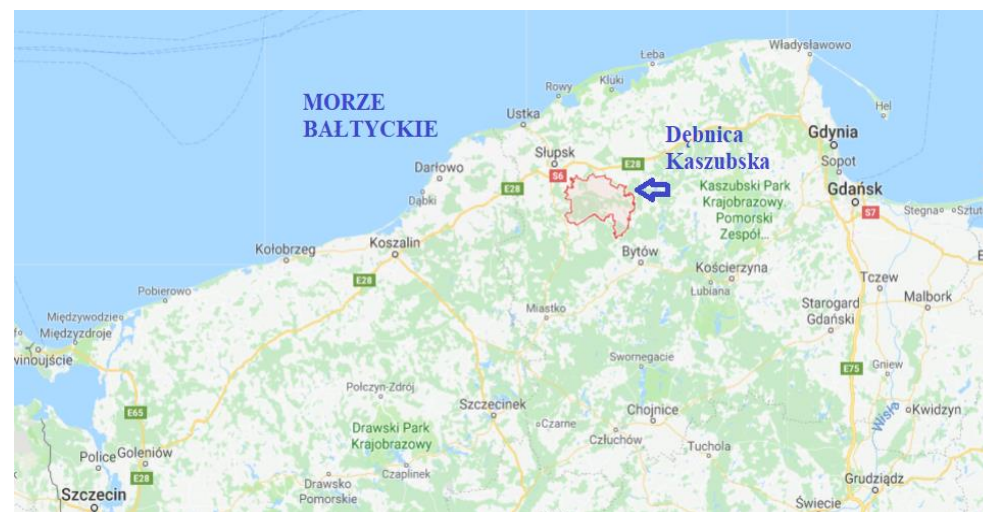 Władysławowo
Łeba
Kluki
Rowy
MORZE
BAŁTYCKIE
Ustka
Hel
Dębnica
Kaszubska
Gdynia
Słupsk
E28
Sopot
Darłowo
S6
E28
Kaszubski Park
Krajobrazowy.
Pomorski
Zespół...
Gdańsk
Dąbki
S7
Stegna
Kołobrzeg
Koszalin
Bytów
Kościerzyna
E28
Lubiana
Tczew
Pobierowo
Miastko
Starogard
Gdański
Malbork
Międzywodzie
Międzyzdroje
winoujście
Swornegacie
E75
Gniew
Połczyn-Zdrój
Szczecinek
Chojnice
Wisła
Kwidzyn
E65
Czarne
Drawski Park
Krajobrazowy
Człuchów
Tuchola
Police
Goleniów
E28
Czaplinek
Drawsko
Pomorskie
Grudziądz
Szczecin
Świecie